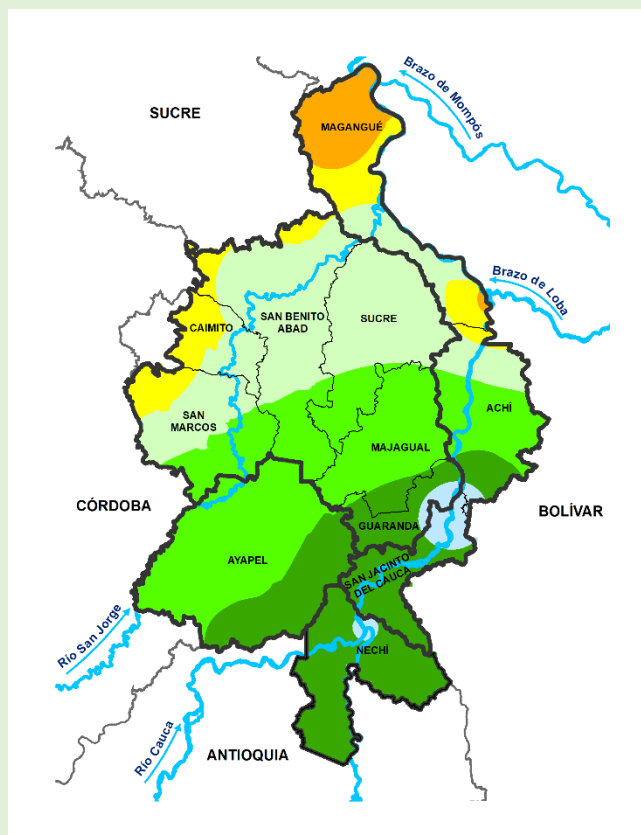 Brazo de Mompós
SUCRE
MAGANGUÉ
Brazo de Loba
SAN BENITO
ABAD
SUCRE
CAIMITO
SAN
MARCOS
ACHÍ
MAJAGUAL
CÓRDOBA
BOLÍVAR
GUARANDA
AYAPEL
SAN JACINTO
DEL CAUCA
Río San Jorge
NECHÍ
Río Cauca
ANTIOQUIA